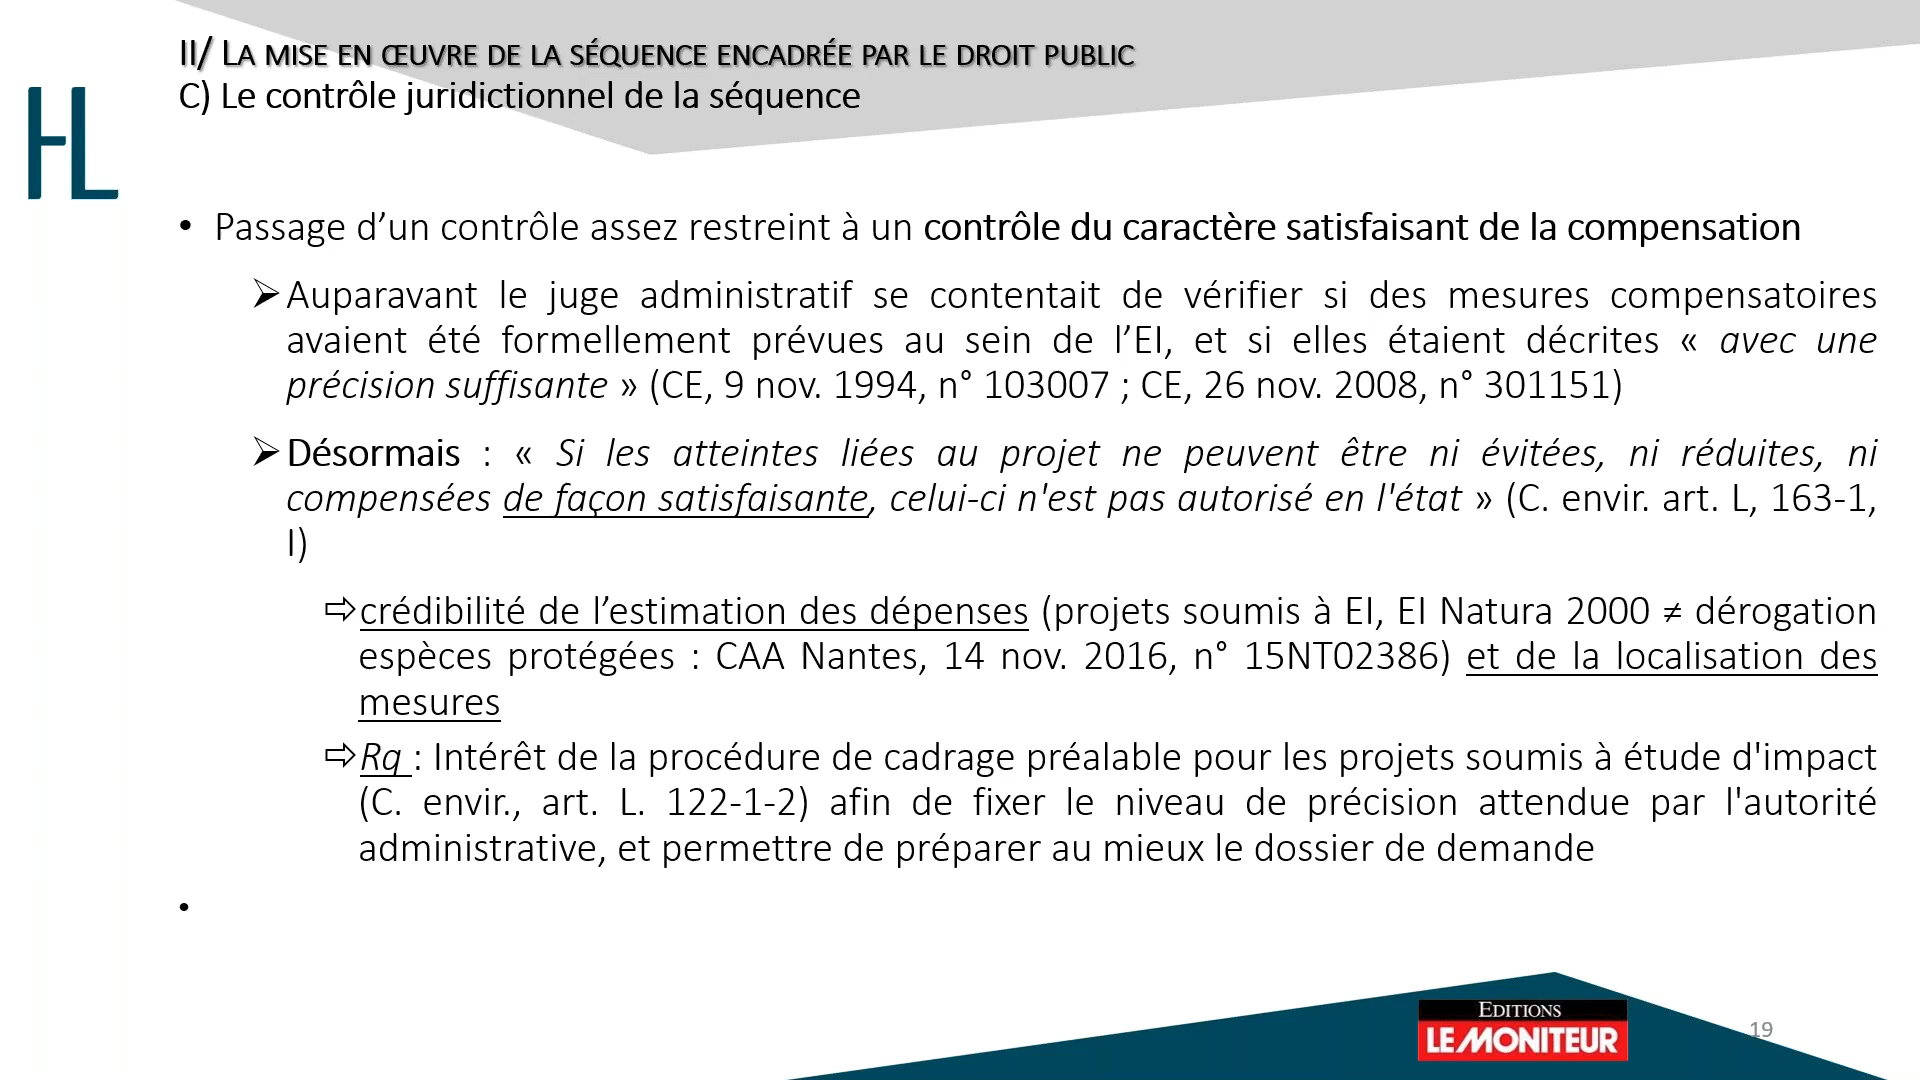 II/ LA MISE EN ŒUVRE DE LA SÉQUENCE ENCADRÉE PAR LE DROIT PUBLIC
C) Le contrôle juridictionnel de la séquence
HL
• Passage d’un contrôle assez restreint à un contrôle du caractère satisfaisant de la compensation
➢Auparavant le juge administratif se contentait de vérifier si des mesures compensatoires
avaient été formellement prévues au sein de l’EI, et si elles étaient décrites « avec une
précision suffisante » (CE, 9 nov. 1994, n° 103007 ; CE, 26 nov. 2008, n° 301151)
➢Désormais : « Si les atteintes liées au projet ne peuvent être ni évitées, ni réduites, ni
compensées de façon satisfaisante, celui-ci n'est pas autorisé en l'état » (C. envir. art. L, 163-1,
I)
⇨crédibilité de l’estimation des dépenses (projets soumis à EI, EI Natura 2000 ≠ dérogation
espèces protégées : CAA Nantes, 14 nov. 2016, n° 15NT02386) et de la localisation des
mesures
⇨Rq : Intérêt de la procédure de cadrage préalable pour les projets soumis à étude d'impact
(C. envir., art. L. 122-1-2) afin de fixer le niveau de précision attendue par l'autorité
administrative, et permettre de préparer au mieux le dossier de demande
•
EDITIONS
LE MONITEUR
19